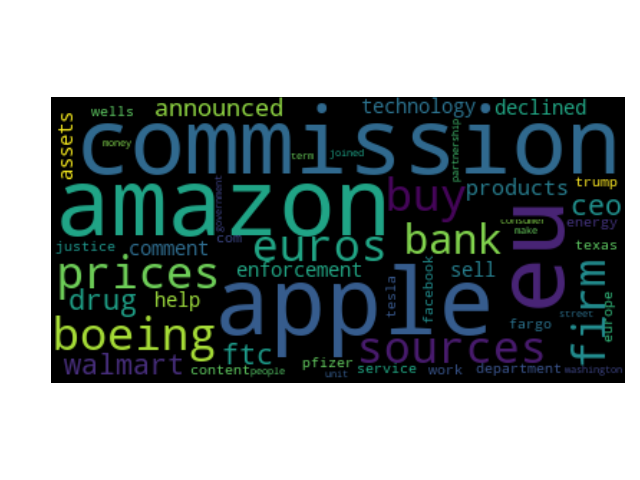 wells announced technology declined
assets commission
money term joined partnership
amazon government buy products trump
ceo
consumer make energy
justice comment com euros bank eu texas
prices enforcement facebook sell firm europe
drug help apple tesla
boeing fargo street
walmart ftc sources
content people unit pfizer service work department washington